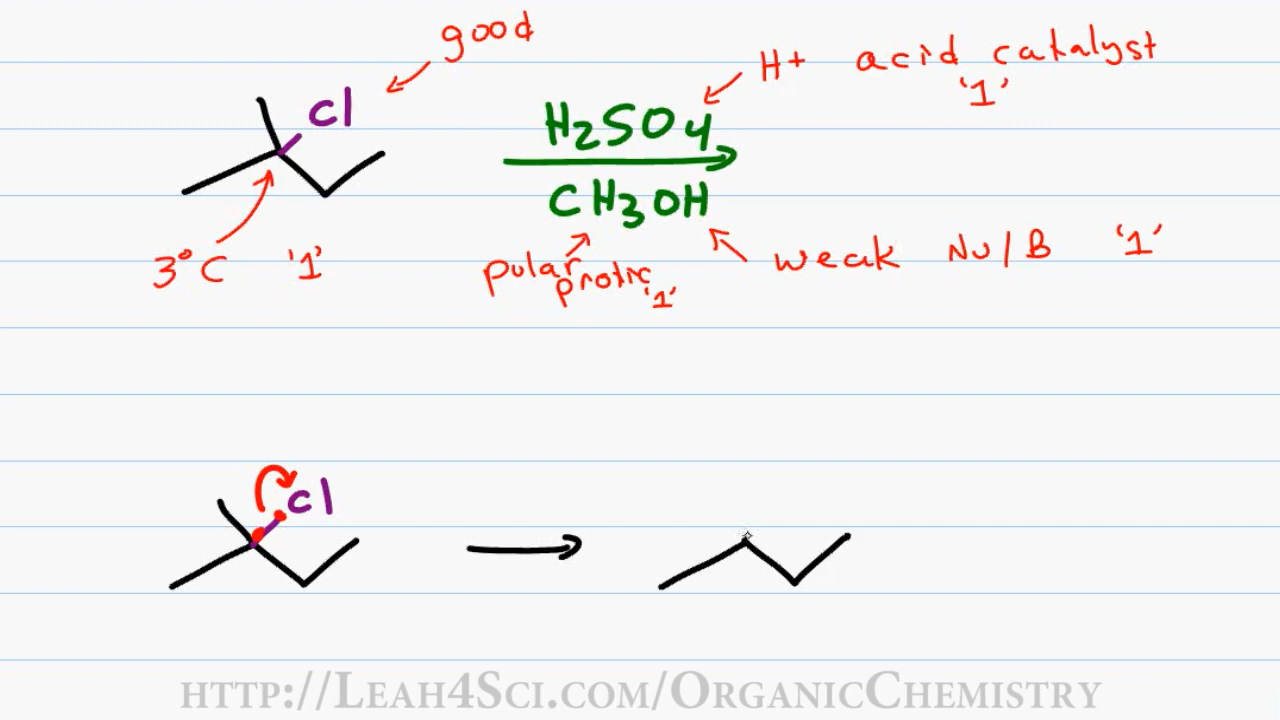 good
Cl
H2SO4
H+ acid catalyst
'1'
CH3OH
3°C '1'
polar
protic
'1'
weak Nu/B '1'
Cl
HTTP://LEAH4SCI.COM/ORGANICCHEMISTRY